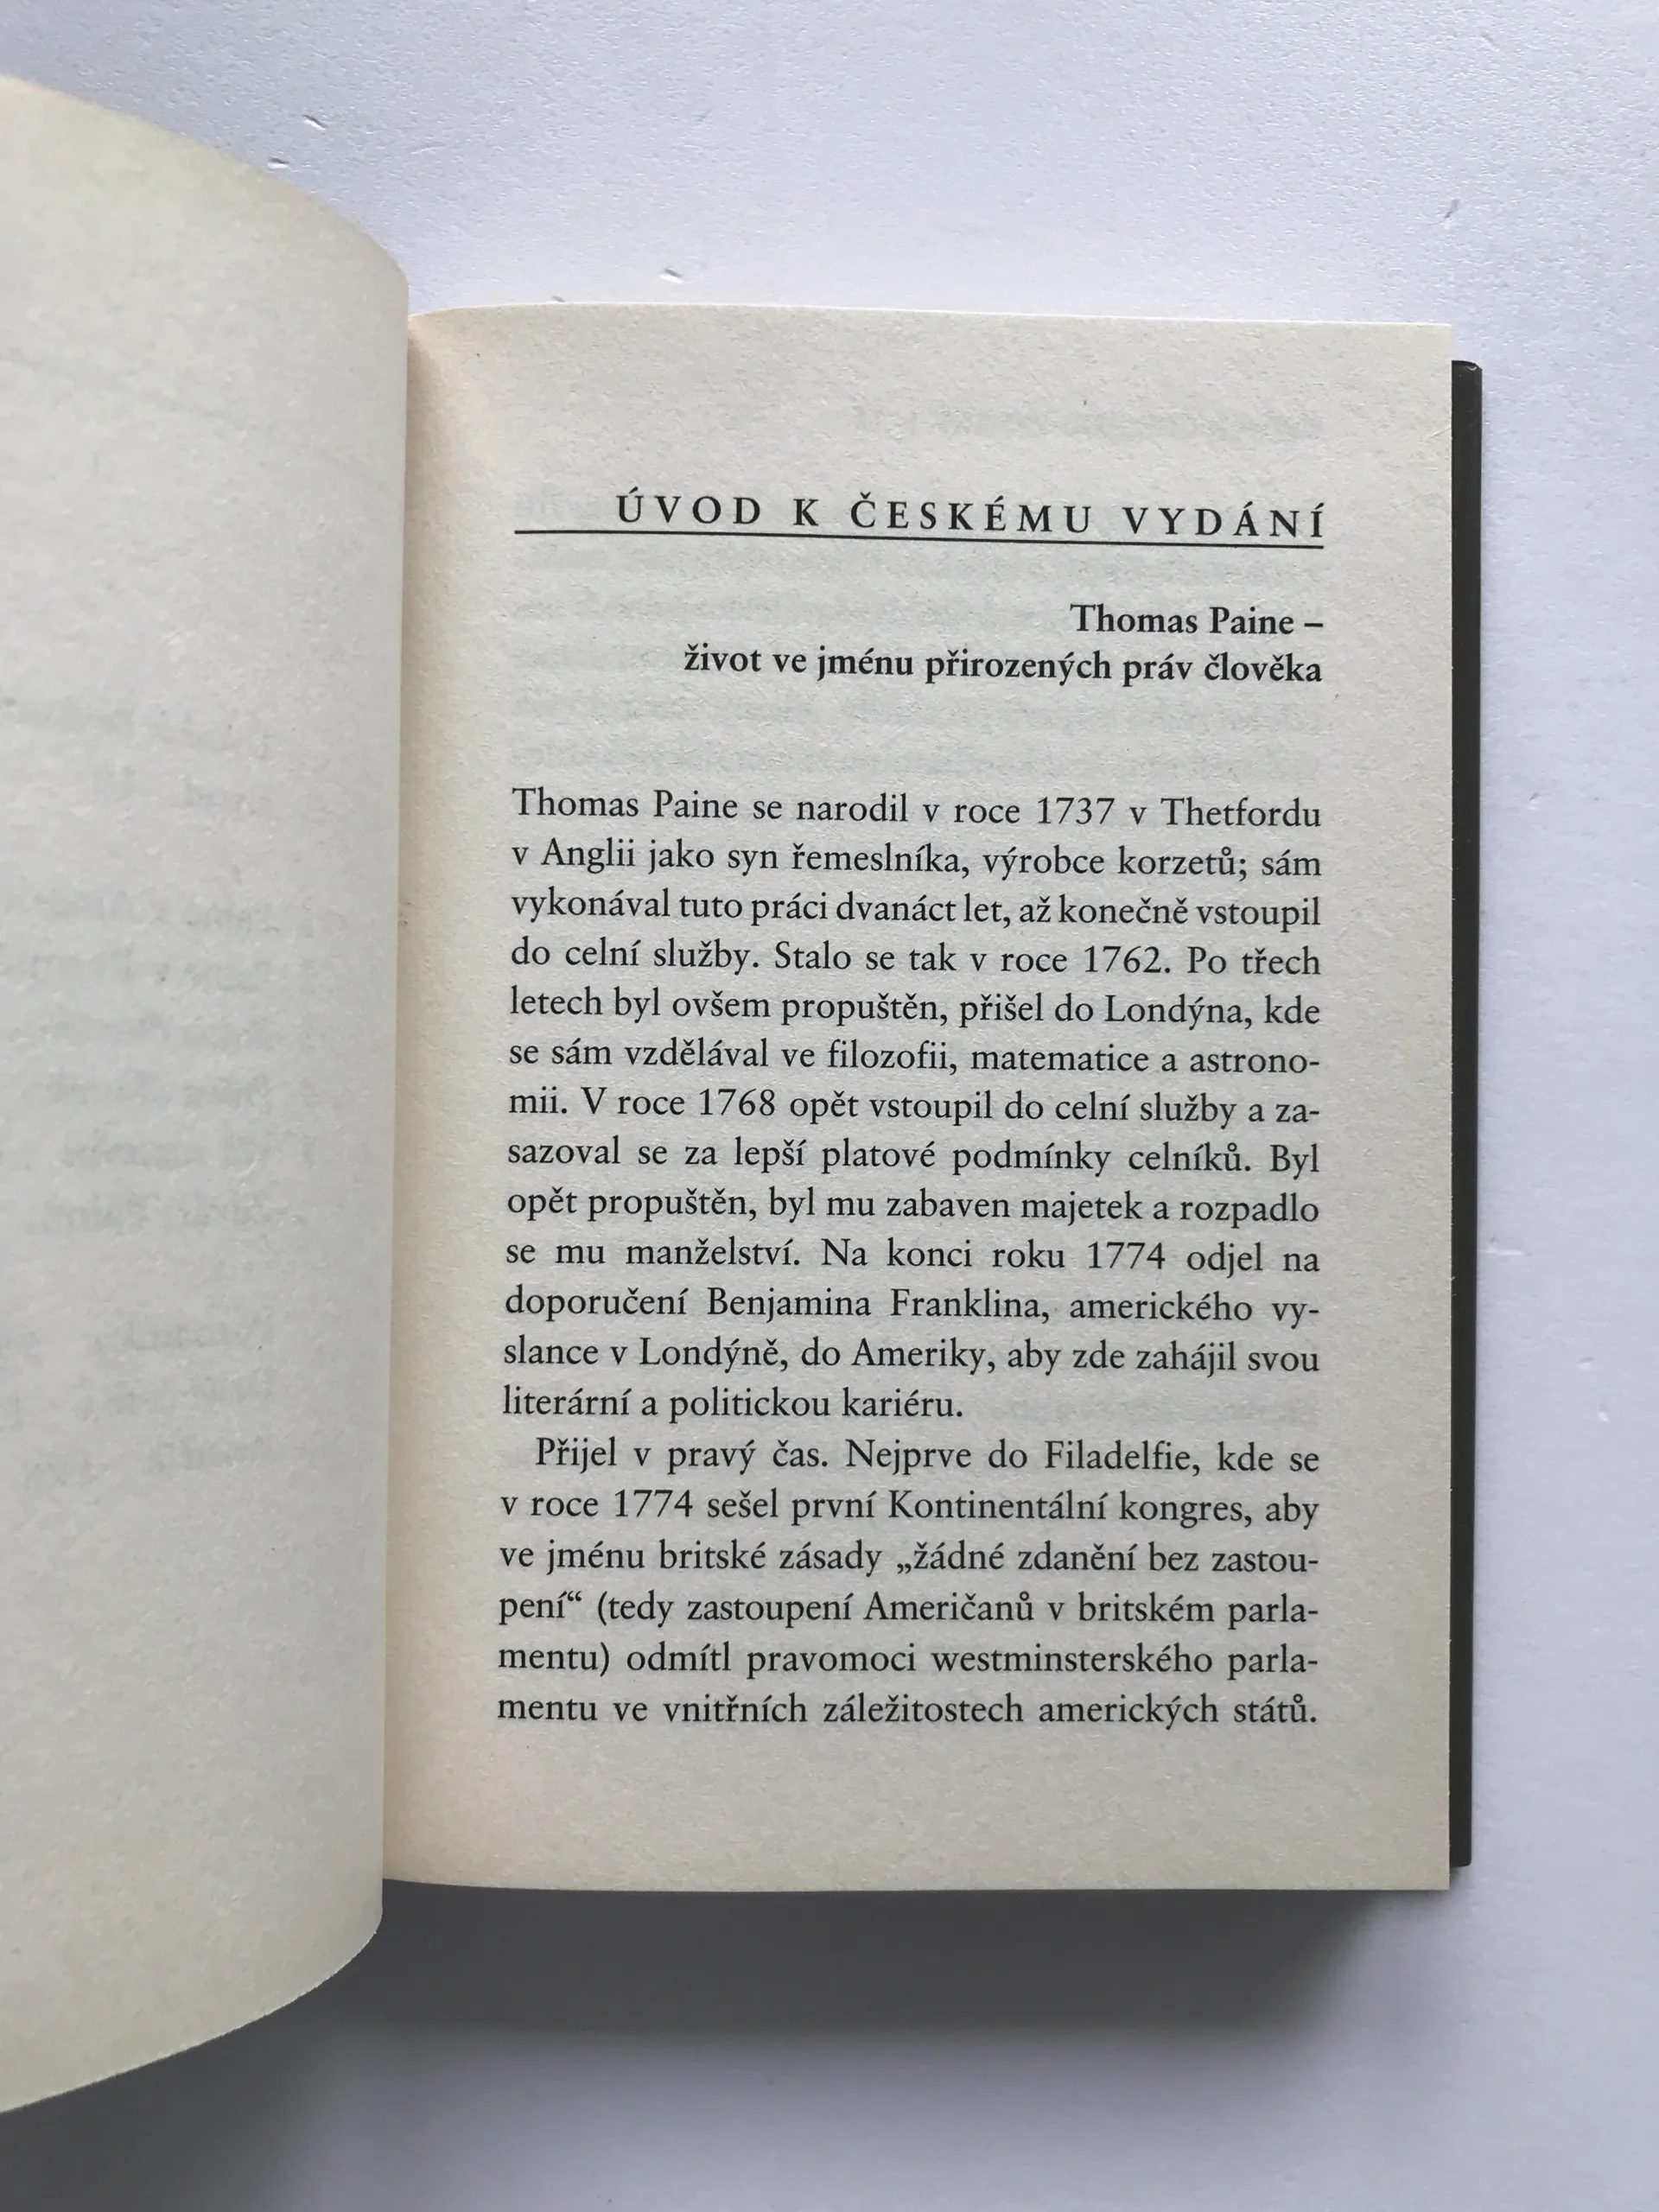 ÚVOD K ČESKÉMU VYDÁNÍ
Thomas Paine –
život ve jménu přirozených práv člověka
Thomas Paine se narodil v roce 1737 v Thetfordu
v Anglii jako syn řemeslníka, výrobce korzetů; sám
vykonával tuto práci dvanáct let, až konečně vstoupil
do celní služby. Stalo se tak v roce 1762. Po třech
letech byl ovšem propuštěn, přišel do Londýna, kde
se sám vzdělával ve filozofii, matematice a astrono-
mii. V roce 1768 opět vstoupil do celní služby a za-
sazoval se za lepší platové podmínky celníků. Byl
opět propuštěn, byl mu zabaven majetek a rozpadlo
se mu manželství. Na konci roku 1774 odjel na
doporučení Benjamina Franklina, amerického vy-
slance v Londýně, do Ameriky, aby zde zahájil svou
literární a politickou kariéru.
Přijel v pravý čas. Nejprve do Filadelfie, kde se
v roce 1774 sešel první Kontinentální kongres, aby
ve jménu britské zásady „žádné zdanění bez zastou-
pení“ (tedy zastoupení Američanů v britském parla-
mentu) odmítl pravomoci westminsterského parla-
mentu ve vnitřních záležitostech amerických států.